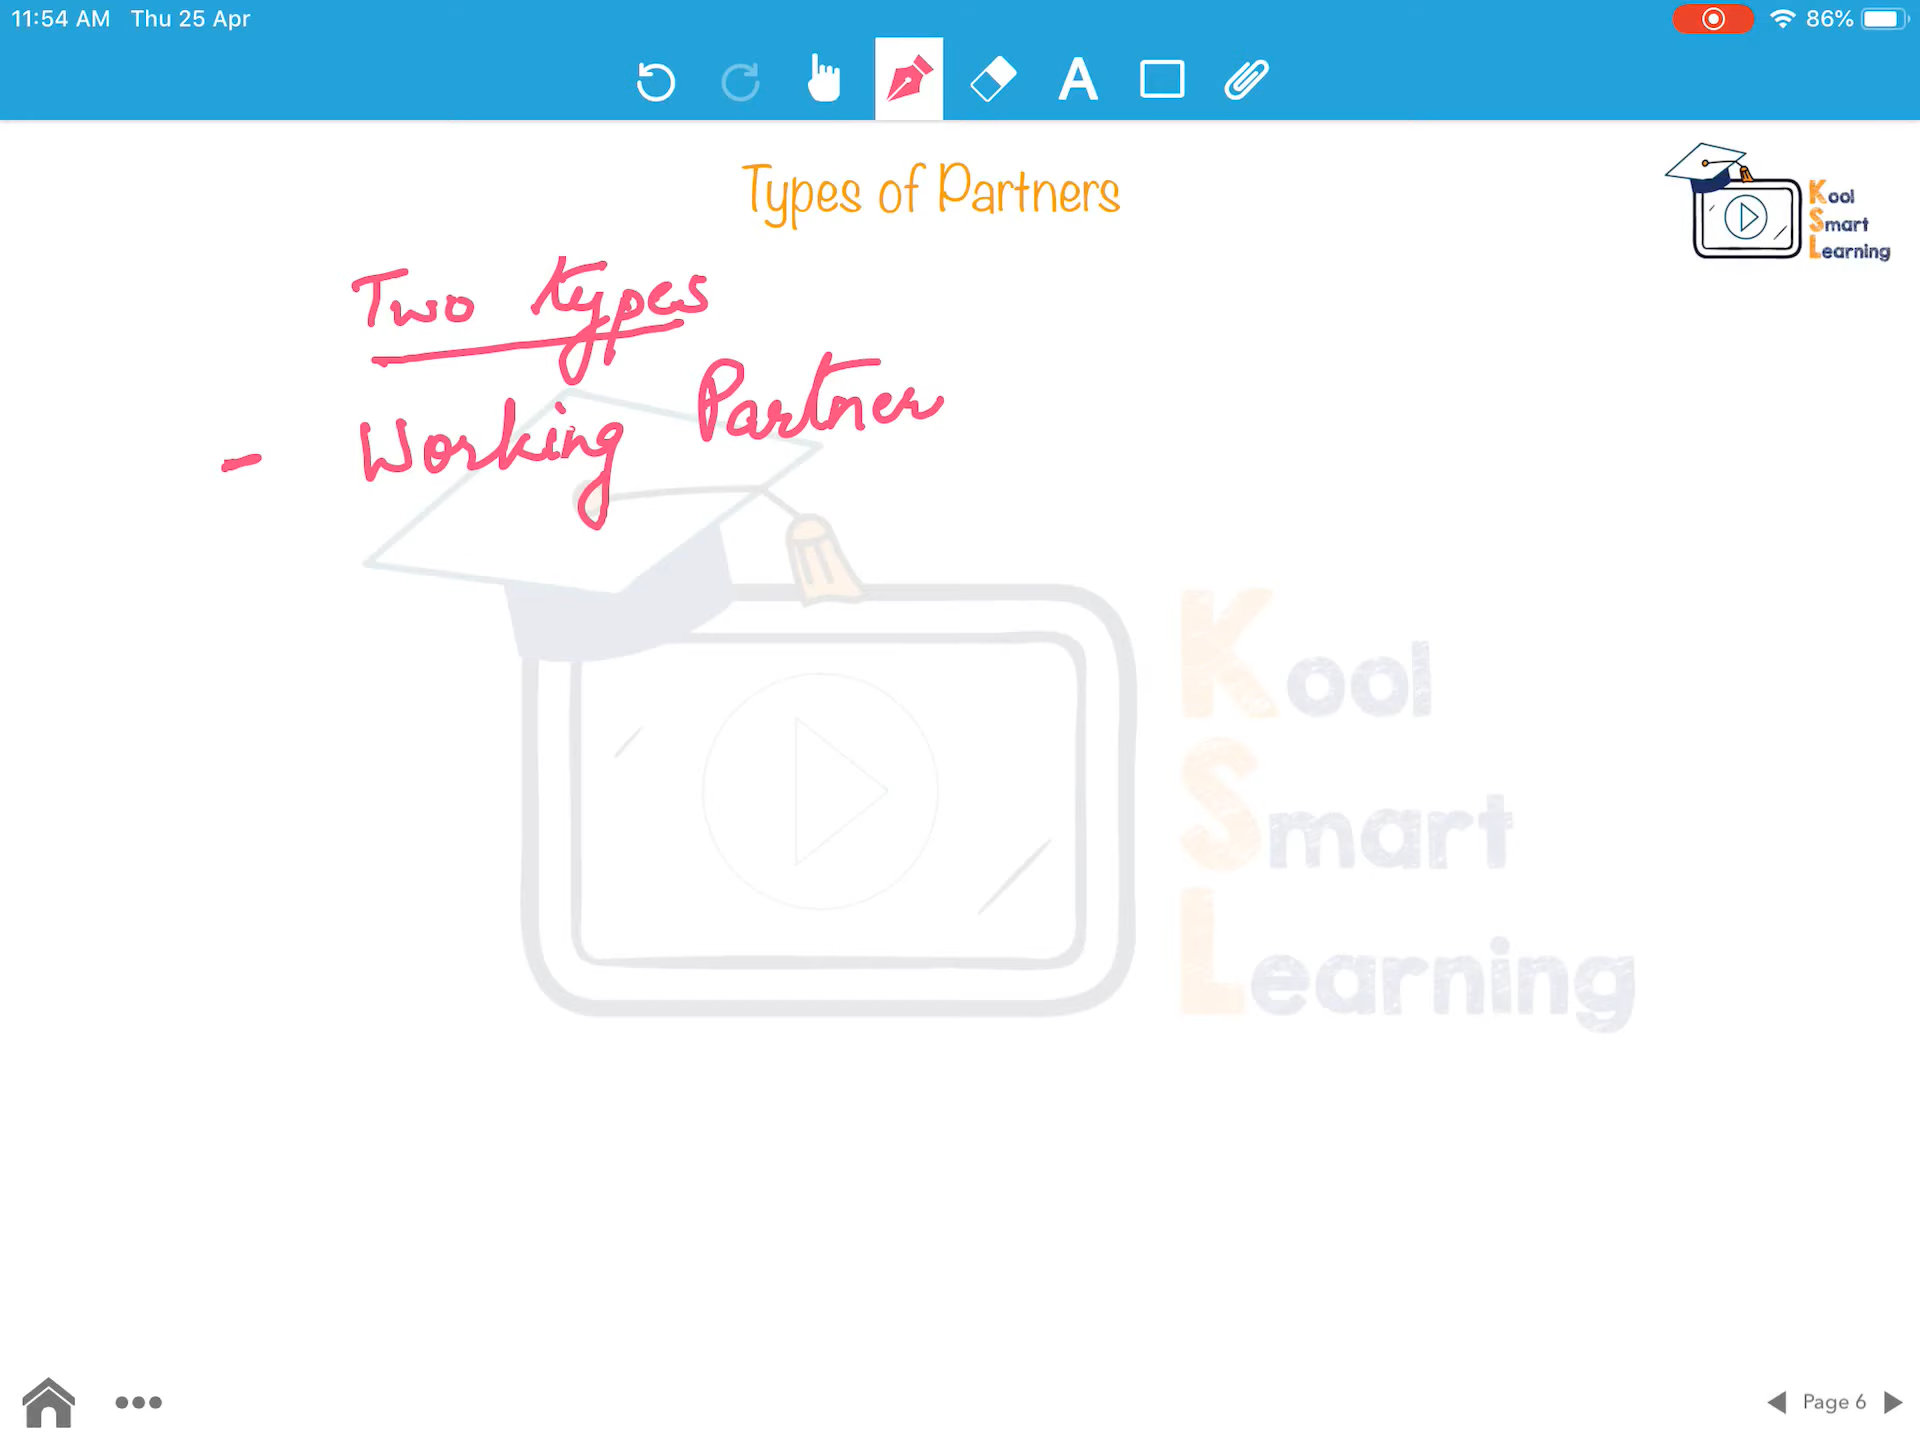 11:54 AM Thu 25 Apr
86%
A
Types of Partners
Kool
Smart
Learning
Two types
- Working Partner
Kool
Smart
Learning
Page 6